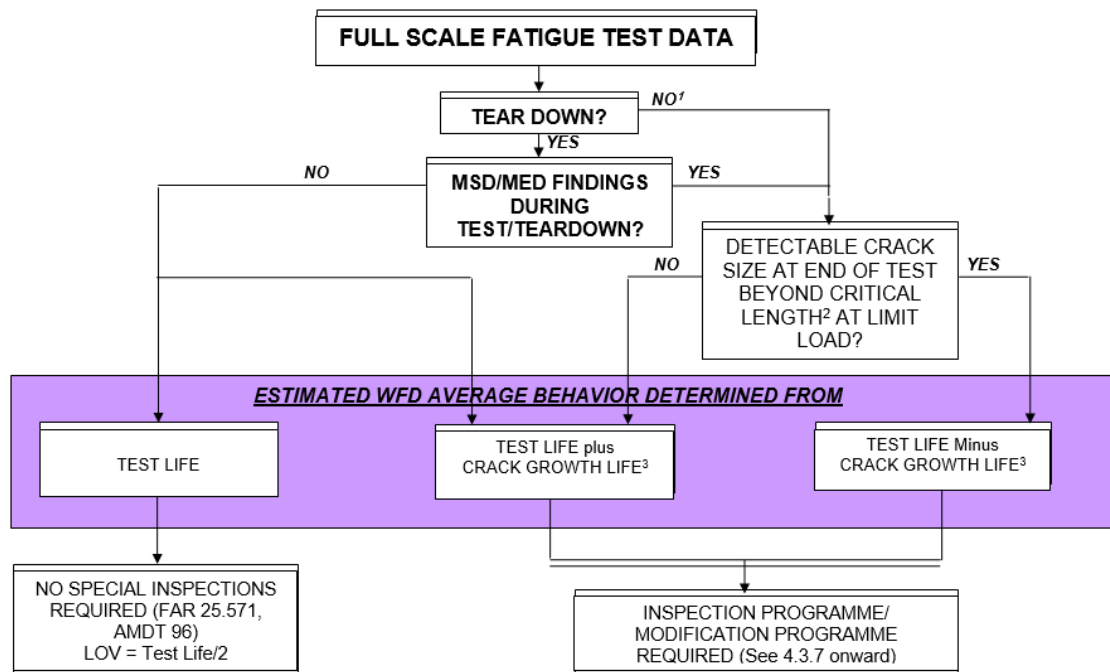 FULL SCALE FATIGUE TEST DATA
NO¹
TEAR DOWN?
YES
NO
MSD/MED FINDINGS
DURING
TEST/TEARDOWN?
YES
NO
DETECTABLE CRACK
SIZE AT END OF TEST
BEYOND CRITICAL
LENGTH² AT LIMIT
LOAD?
YES
ESTIMATED WFD AVERAGE BEHAVIOR DETERMINED FROM
TEST LIFE
TEST LIFE plus
CRACK GROWTH LIFE³
TEST LIFE Minus
CRACK GROWTH LIFE³
NO SPECIAL INSPECTIONS
REQUIRED (FAR 25.571,
AMDT 96)
LOV = Test Life/2
INSPECTION PROGRAMME/
MODIFICATION PROGRAMME
REQUIRED (See 4.3.7 onward)